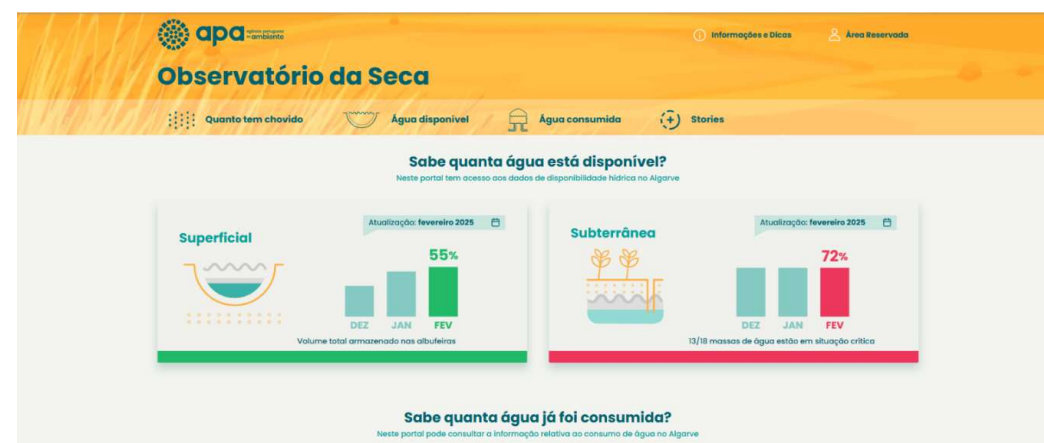 apa agência portuguesa do ambiente
Informações e Dicas
Área Reservada
Observatório da Seca
Quanto tem chovido
Água disponível
Água consumida
Stories
Sabe quanta água está disponível?
Neste portal tem acesso aos dados de disponibilidade hídrica no Algarve
Superficial
Atualização: fevereiro 2025
55%
DEZ JAN FEV
Volume total armazenado nas albufeiras
Subterrânea
Atualização: fevereiro 2025
72%
DEZ JAN FEV
13/18 massas de água estão em situação crítica
Sabe quanta água já foi consumida?
Neste portal pode consultar a informação relativa ao consumo de água no Algarve